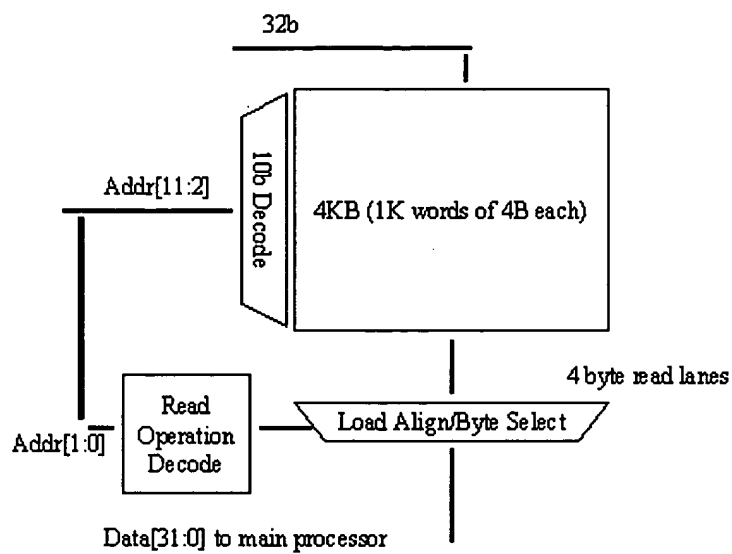 32b
Addr[11:2]
10b Decode
4KB (1K words of 4B each)
4 byte read lanes
Read
Operation
Decode
Load Align/Byte Select
Addr[1:0]
Data[31:0] to main processor